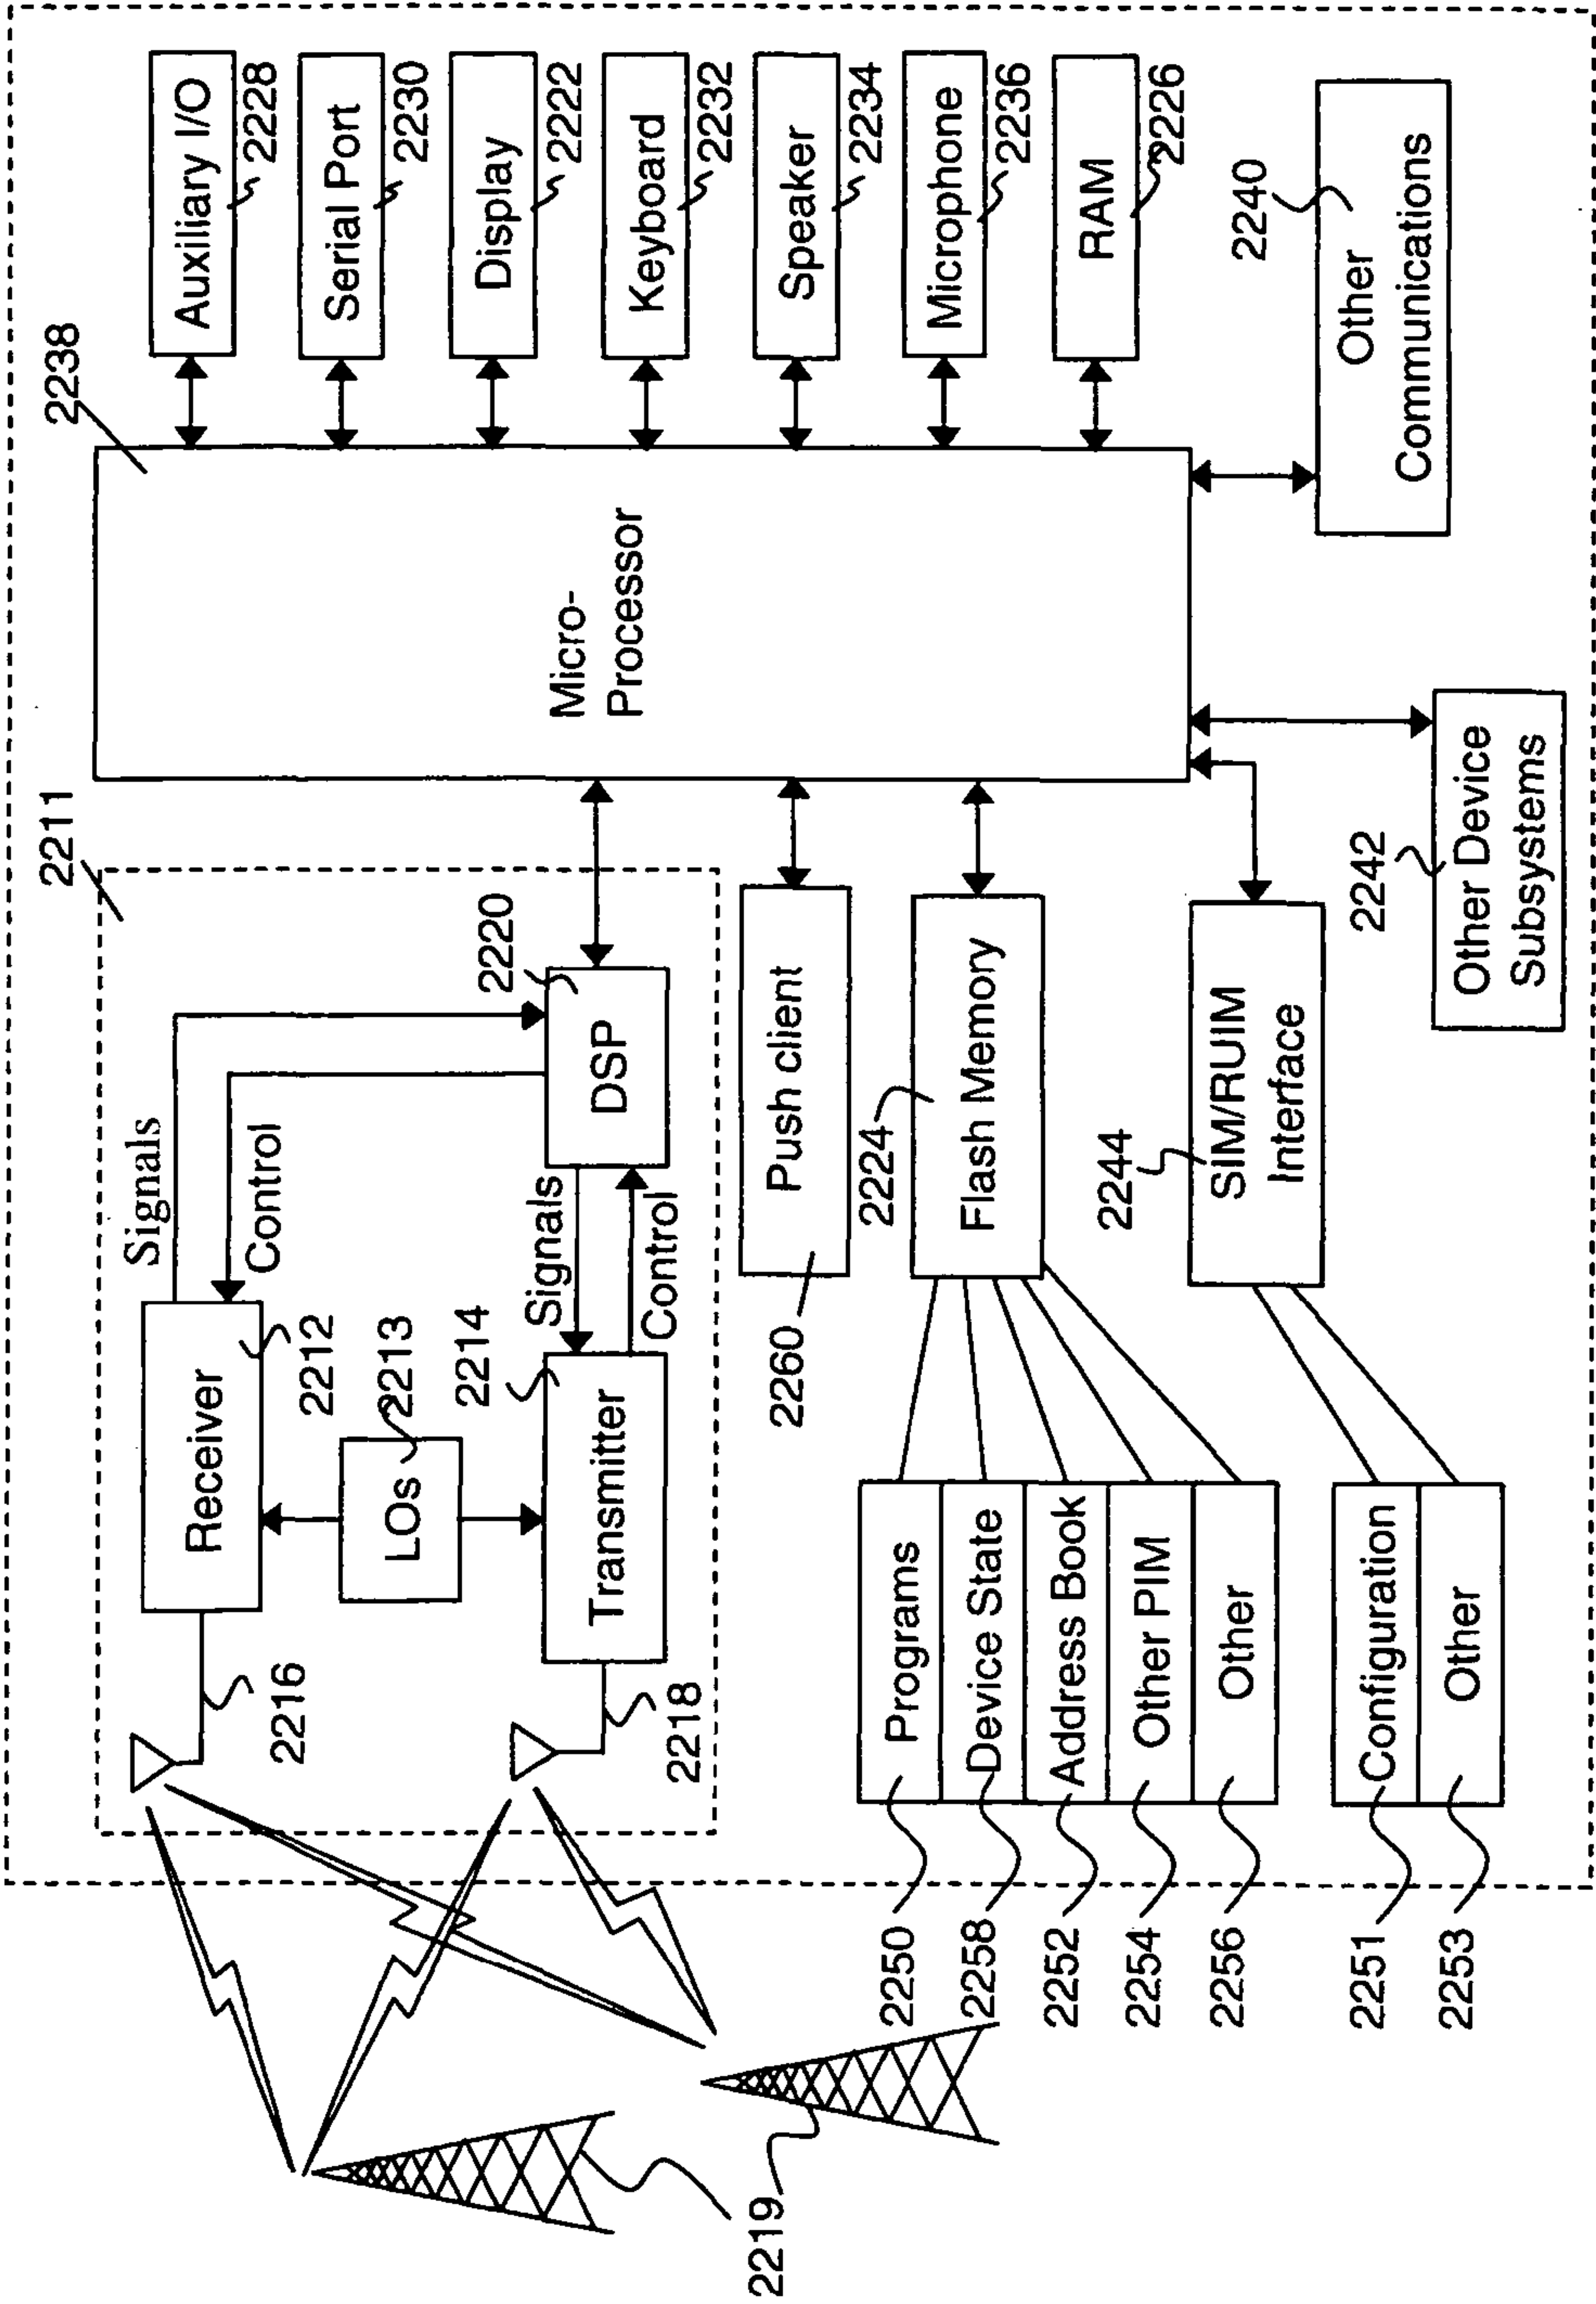 2211
2238
Signals
Control
Receiver
2212
2216
LOs
2213
2214
Signals
Control
Transmitter
2218
2220
DSP
Micro-
Processor
Auxiliary I/O
2228
Serial Port
2230
Display
2222
Keyboard
2232
Speaker
2234
Microphone
2236
RAM
2226
2240
Other
Communications
Push client
2260
2224
Flash Memory
2244
SIM/RUIM
Interface
2242
Other Device
Subsystems
Programs
Device State
Address Book
Other PIM
Other
Configuration
Other
2250
2258
2252
2254
2256
2251
2253
2219